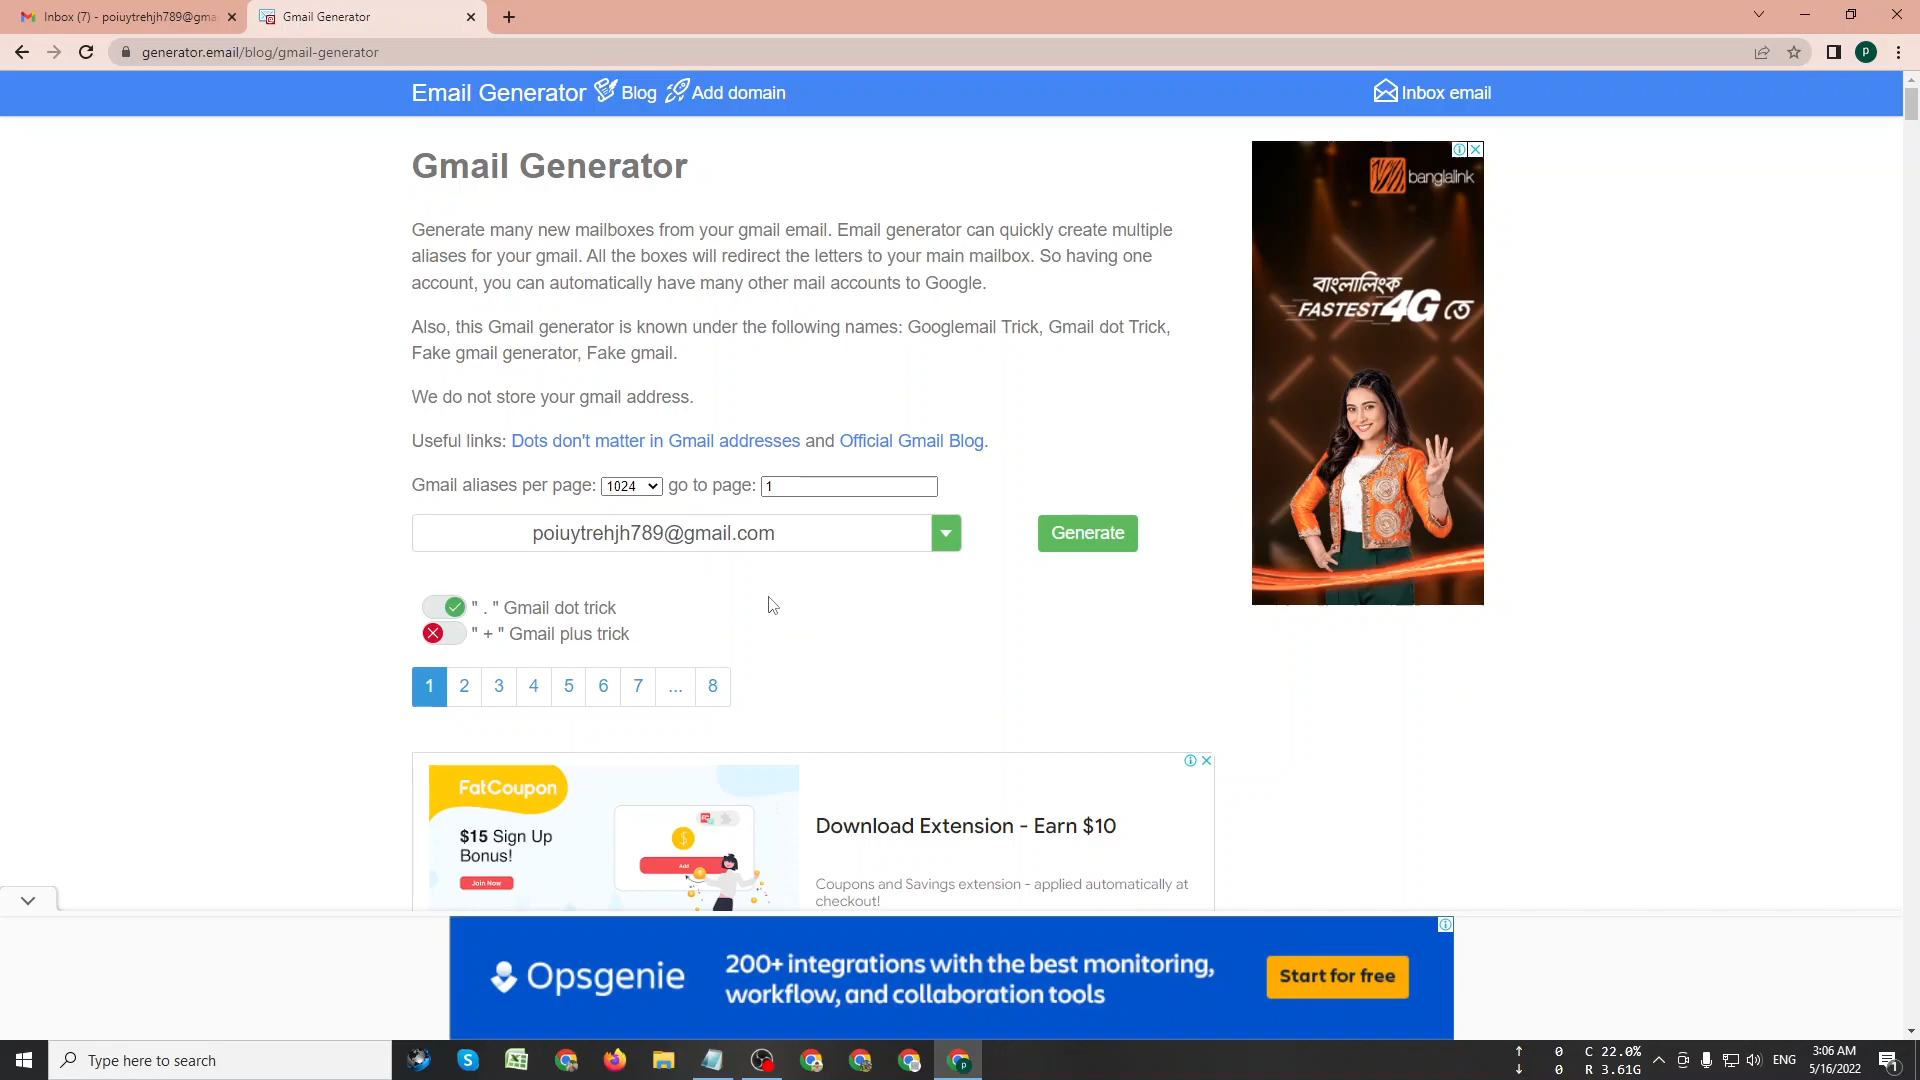 Inbox (7) - poiuytrehjh789@gma
Gmail Generator
generator.email/blog/gmail-generator
P
Email Generator Blog Add domain
Inbox email
Gmail Generator
Generate many new mailboxes from your gmail email. Email generator can quickly create multiple
aliases for your gmail. All the boxes will redirect the letters to your main mailbox. So having one
account, you can automatically have many other mail accounts to Google.
Also, this Gmail generator is known under the following names: Googlemail Trick, Gmail dot Trick,
Fake gmail generator, Fake gmail.
We do not store your gmail address.
Useful links: Dots don't matter in Gmail addresses and Official Gmail Blog.
Gmail aliases per page: 1024 go to page: 1
poiuytrehjh789@gmail.com
Generate
" . " Gmail dot trick
" + " Gmail plus trick
1 2 3 4 5 6 7 ... 8
banglalink
বাংলালিংক
FASTEST 4G তে
FatCoupon
$15 Sign Up
Bonus!
Join Now
Add
Download Extension - Earn $10
Coupons and Savings extension - applied automatically at
checkout!
Opsgenie
200+ integrations with the best monitoring,
workflow, and collaboration tools
Start for free
Type here to search
0 C 22.0%
0 R 3.61G
ENG
3:06 AM
5/16/2022
1